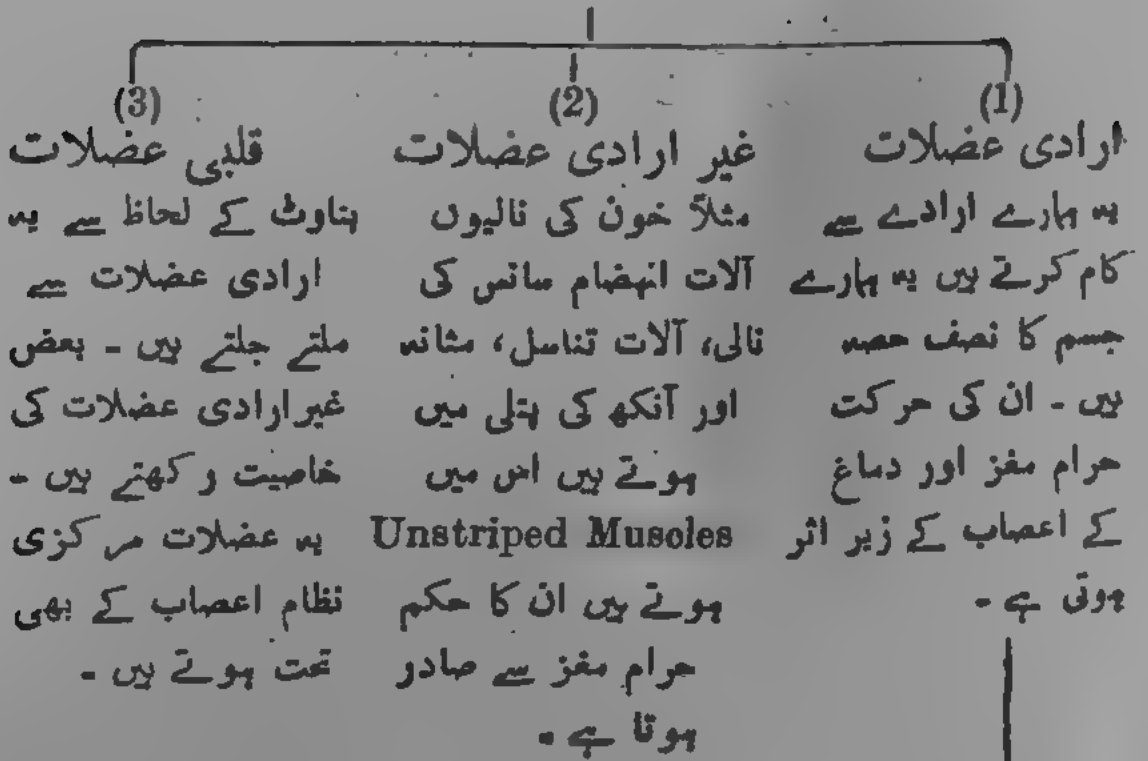 (1)
ارادی عضلات
یہ ہمارے ارادے سے
کام کرتے ہیں یہ ہمارے
جسم کا نصف حصہ
ہیں ۔ ان کی حرکت
حرام مغز اور دماغ
کے اعصاب کے زیر اثر
ہوتی ہے ۔
(2)
غیر ارادی عضلات
مثلاً خون کی نالیوں
آلات انہضام سانس کی
نالی، آلات تناسل، مثانہ
اور آنکھ کی پتلی میں
ہوتے ہیں اس میں
Unstriped Musoles
ہوتے ہیں ان کا حکم
حرام مغز سے صادر
ہوتا ہے ۔
(3)
قلبی عضلات
بناوٹ کے لحاظ سے یہ
ارادی عضلات سے
ملتے جلتے ہیں ۔ بعض
غیرارادی عضلات کی
خاصیت رکھتے ہیں ۔
یہ عضلات مرکزی
نظام اعصاب کے بھی
تحت ہوتے ہیں ۔